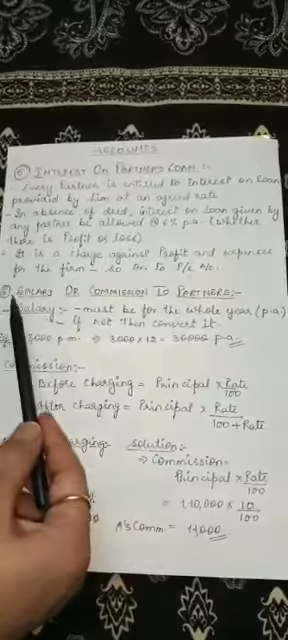 ACCOUNTS
⑤ INTEREST ON PARTNERS LOAN :-
- Every Partner is entitled to interest on loan
provided by him at an agreed rate
- In absence of deed, interest on loan given by
any partner be allowed @ 6% p.a. (whether
there is Profit or loss)
- It is a charge against Profit and expenses
for the firm – so Dr. to P/L A/c.
SALARY OR COMMISSION TO PARTNERS:-
Salary:- - must be for the whole year (p.a)
- If not then convert it.
3000 p.m. ⇒ 3000 × 12 = 36000 p.a
Commission:-
Before charging = Principal × Rate/100
After charging = Principal × Rate/100 + Rate
charging:- solution:-
⇒ Commission =
Principal × Rate/100
= 1,10,000 × 10/100
A's Comm = 11000